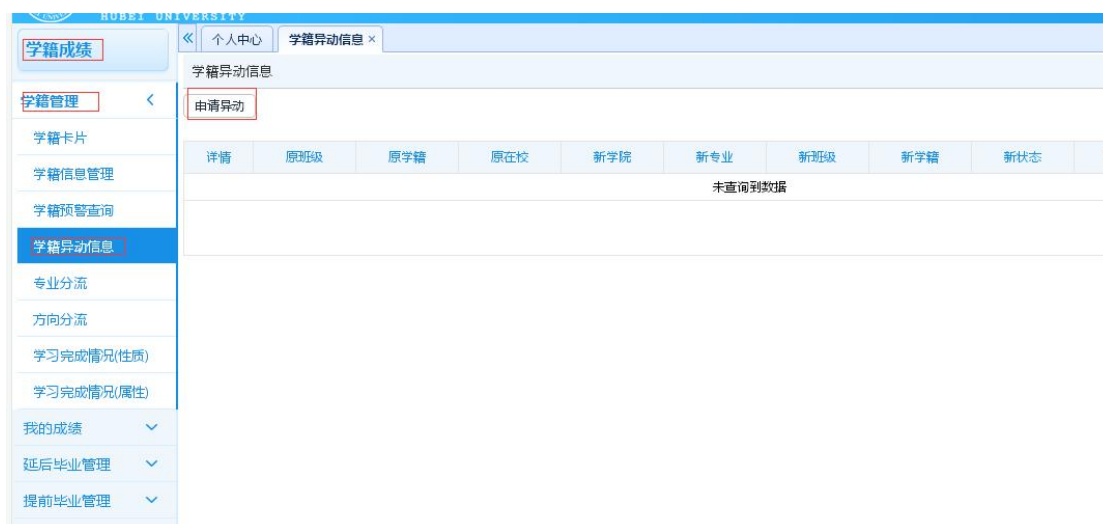 HUBEI UNIVERSITY
学籍成绩
« 个人中心 学籍异动信息 ×
学籍异动信息
学籍管理
申请异动
学籍卡片
详情 原班级 原学籍 原在校 新学院 新专业 新班级 新学籍 新状态
学籍信息管理
未查询到数据
学籍预警查询
学籍异动信息
专业分流
方向分流
学习完成情况(性质)
学习完成情况(属性)
我的成绩
延后毕业管理
提前毕业管理